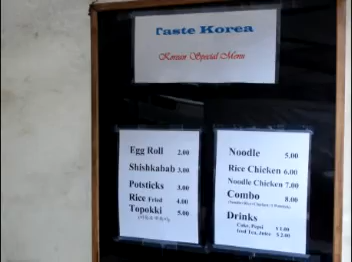 Taste Korea
Korean Special Menu
Egg Roll 2.00
Shishkabab 3.00
Potsticks 3.00
Rice Fried 4.00
Topokki 5.00
Noodle 5.00
Rice Chicken 6.00
Noodle Chicken 7.00
Combo 8.00
Drinks
Coke, Pepsi $ 1.00
Iced Tea, Juice $ 2.00